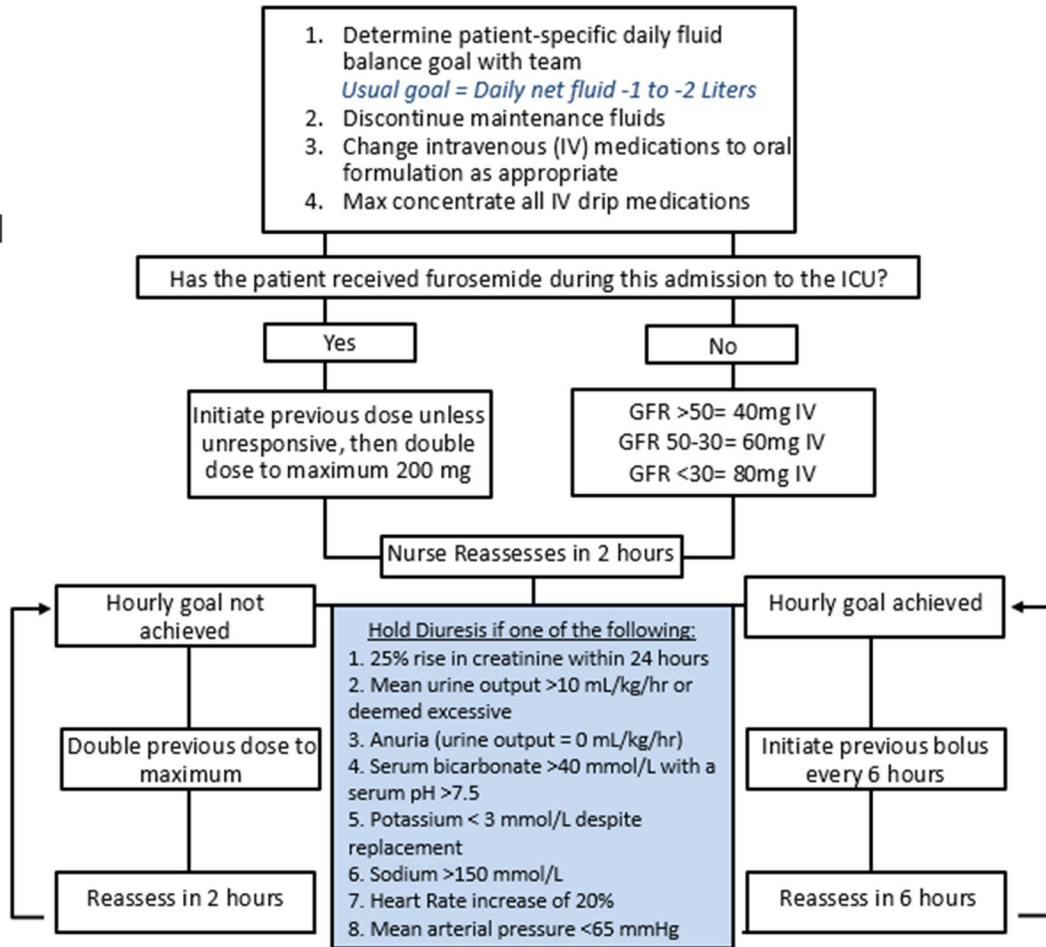 1. Determine patient-specific daily fluid
balance goal with team
Usual goal = Daily net fluid -1 to -2 Liters
2. Discontinue maintenance fluids
3. Change intravenous (IV) medications to oral
formulation as appropriate
4. Max concentrate all IV drip medications
Has the patient received furosemide during this admission to the ICU?
Yes
No
Initiate previous dose unless
unresponsive, then double
dose to maximum 200 mg
GFR >50= 40mg IV
GFR 50-30= 60mg IV
GFR <30= 80mg IV
Nurse Reassesses in 2 hours
Hourly goal not
achieved
Double previous dose to
maximum
Reassess in 2 hours
Hold Diuresis if one of the following:
1. 25% rise in creatinine within 24 hours
2. Mean urine output >10 mL/kg/hr or
deemed excessive
3. Anuria (urine output = 0 mL/kg/hr)
4. Serum bicarbonate >40 mmol/L with a
serum pH >7.5
5. Potassium < 3 mmol/L despite
replacement
6. Sodium >150 mmol/L
7. Heart Rate increase of 20%
8. Mean arterial pressure <65 mmHg
Hourly goal achieved
Initiate previous bolus
every 6 hours
Reassess in 6 hours